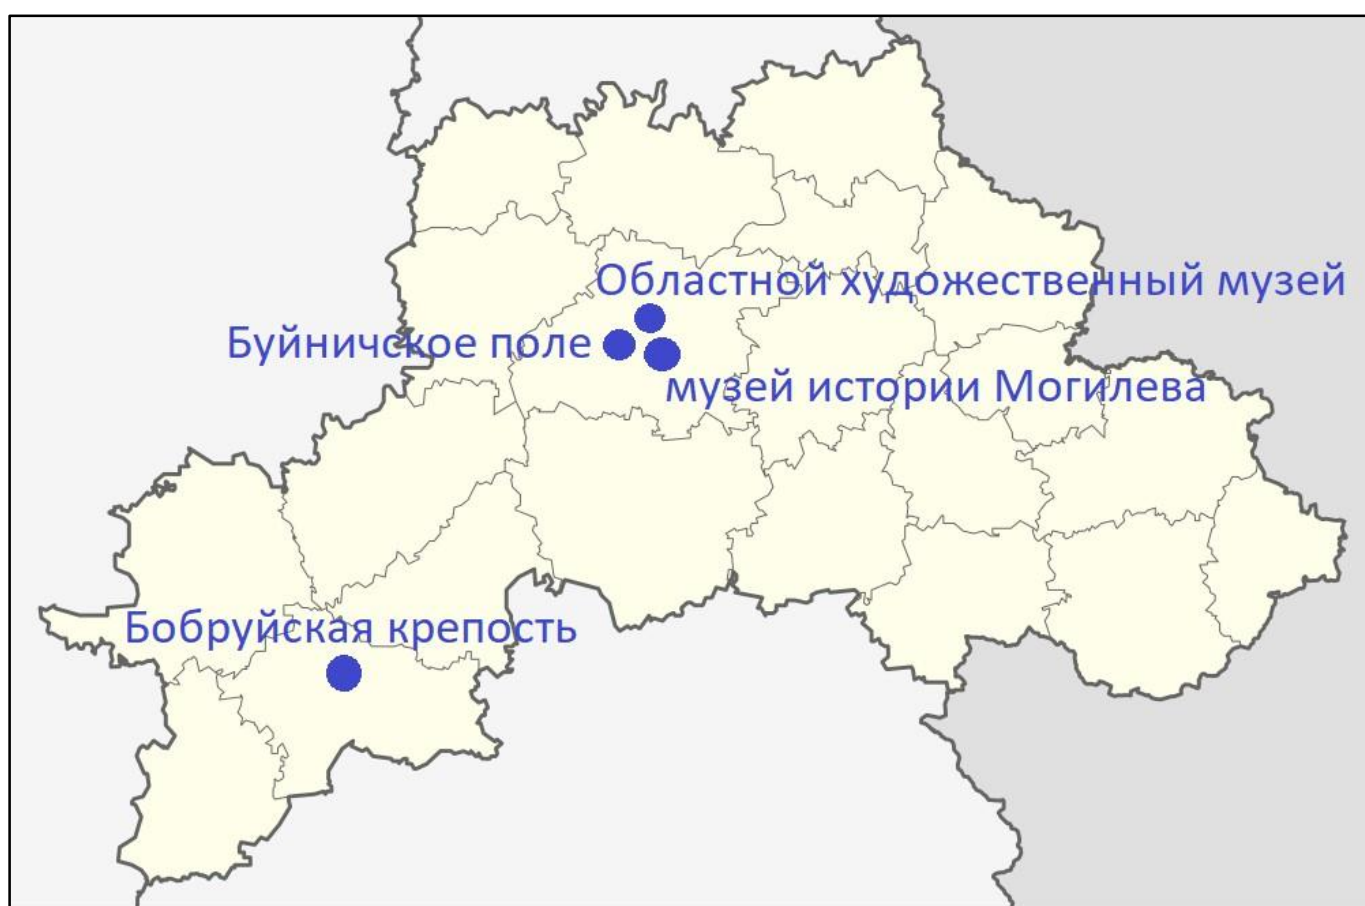 Областной художественный музей
Буйничское поле
музей истории Могилева
Бобруйская крепость